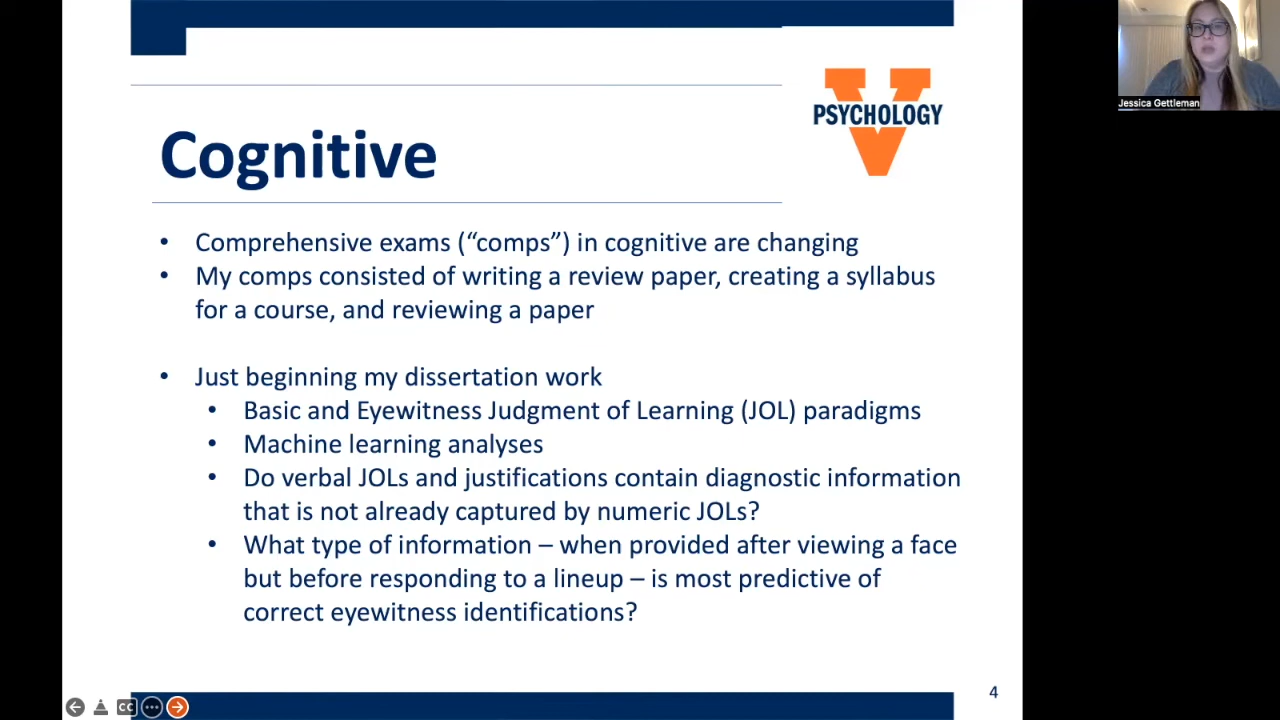 PSYCHOLOGY
Jessica Gettleman
Cognitive
• Comprehensive exams (“comps”) in cognitive are changing
• My comps consisted of writing a review paper, creating a syllabus
for a course, and reviewing a paper
• Just beginning my dissertation work
• Basic and Eyewitness Judgment of Learning (JOL) paradigms
• Machine learning analyses
• Do verbal JOLs and justifications contain diagnostic information
that is not already captured by numeric JOLs?
• What type of information – when provided after viewing a face
but before responding to a lineup – is most predictive of
correct eyewitness identifications?
4
CC